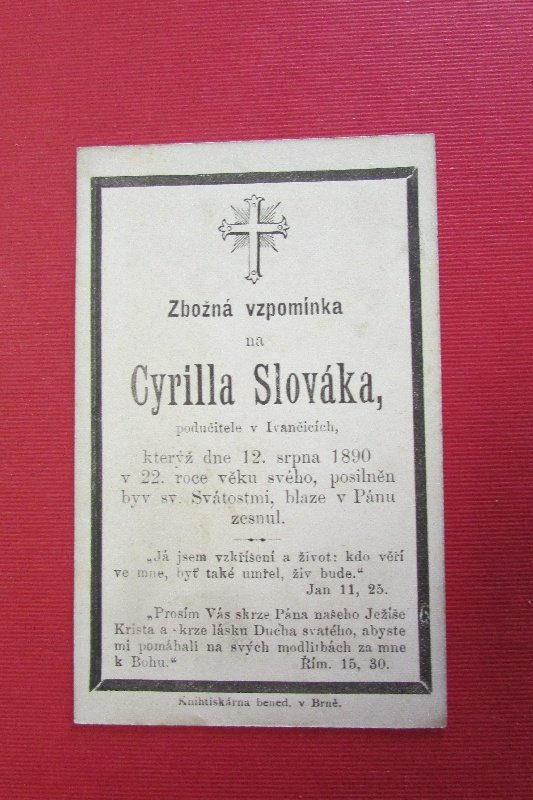 Zbožná vzpomínka
na
Cyrilla Slováka,
podučitele v Ivančicích,
kterýž dne 12. srpna 1890
v 22. roce věku svého, posilněn
byv sv. Svátostmi, blaze v Pánu
zesnul.
„Já jsem vzkříšení a život: kdo věří
ve mne, byť také umřel, živ bude.“
Jan 11, 25.
„Prosím Vás skrze Pána našeho Ježíše
Krista a skrze lásku Ducha svatého, abyste
mi pomáhali na svých modlitbách za mne
k Bohu.“ Řím. 15, 30.
Knihtiskárna bened. v Brně.